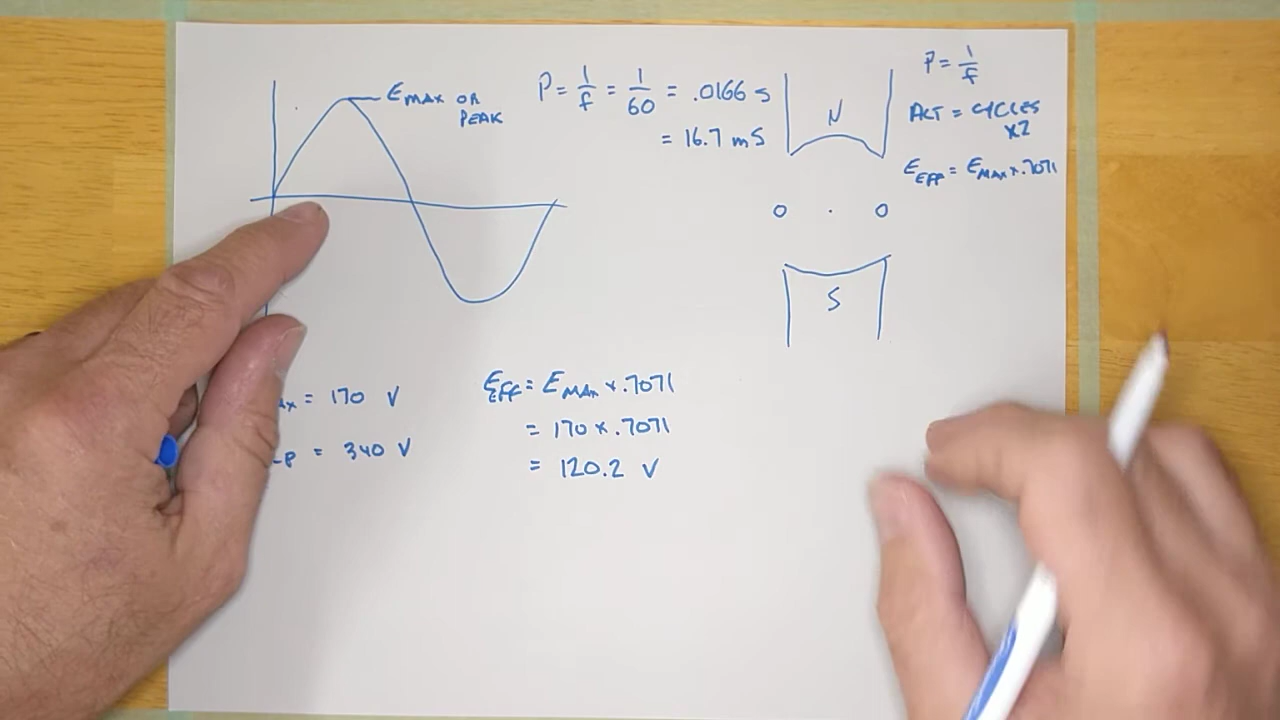 EMAX OR
PEAK
P = 1/f = 1/60 = .0166 s
= 16.7 mS
N
S
P = 1/f
ALT = CYCLES
x2
EEFF = EMAX x .7071
= 170 V
-P = 340 V
EEFF = EMAX x .7071
= 170 x .7071
= 120.2 V